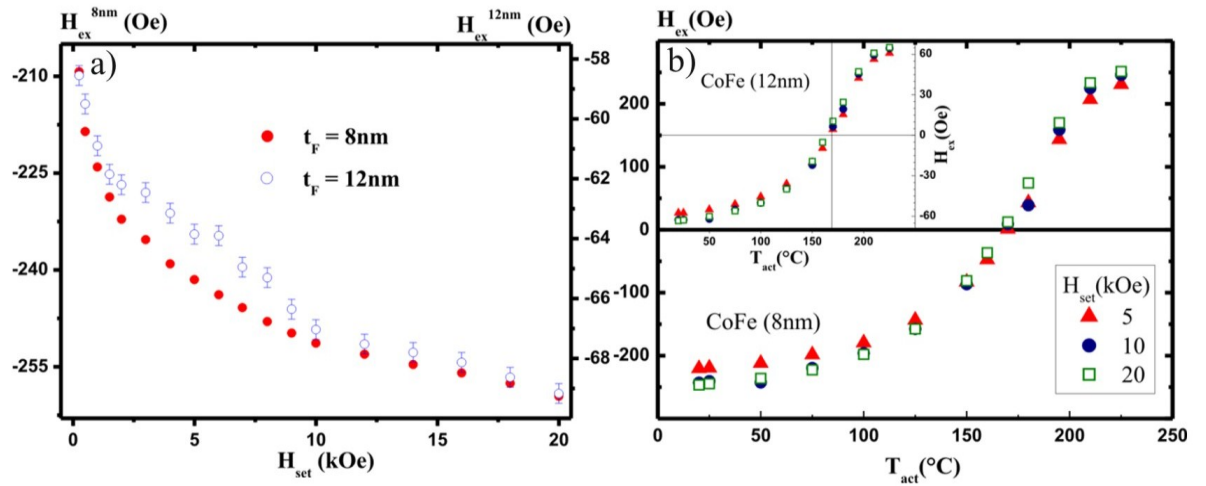 H_ex^8nm (Oe) H_ex^12nm (Oe)
a)
-210
-225
-240
-255
-58
-60
-62
-64
-66
-68
t_F = 8nm
t_F = 12nm
0 5 10 15 20
H_set (kOe)
H_ex(Oe)
b)
200
100
0
-100
-200
CoFe (12nm)
60
30
0
-30
-60
H_ex(Oe)
50 100 150 200
T_act(°C)
CoFe (8nm)
H_set(kOe)
5
10
20
0 50 100 150 200 250
T_act(°C)